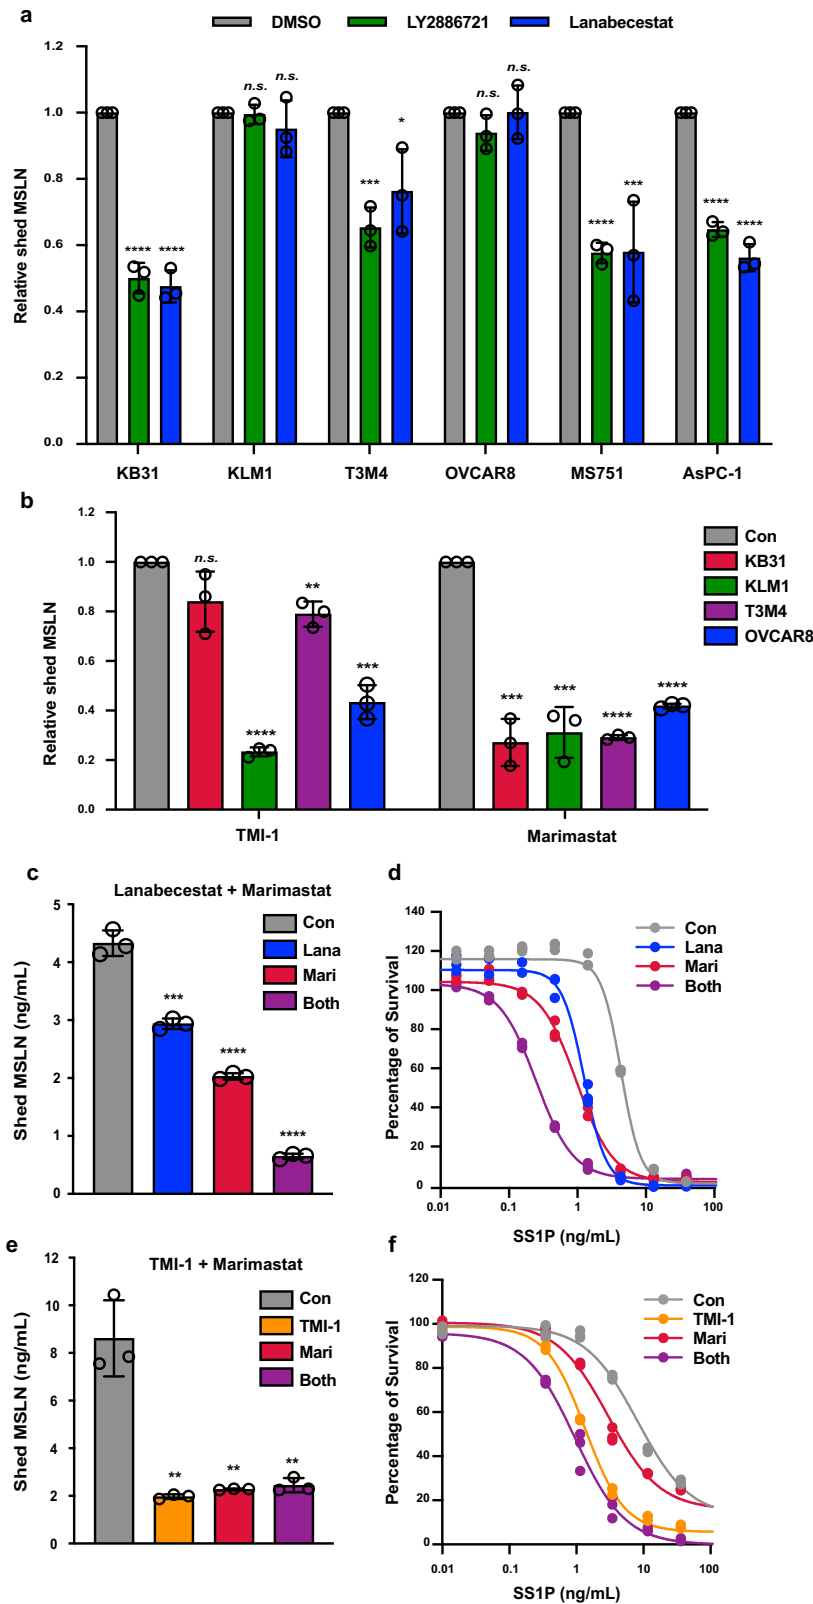 a
DMSO LY2886721 Lanabecestat
Relative shed MSLN
1.2
1.0
0.8
0.6
0.4
0.2
0.0
**** **** n.s. n.s. *** * n.s. n.s. **** *** **** ****
KB31 KLM1 T3M4 OVCAR8 MS751 AsPC-1
b
Relative shed MSLN
1.2
1.0
0.8
0.6
0.4
0.2
0.0
n.s. **** ** *** *** *** **** ****
Con
KB31
KLM1
T3M4
OVCAR8
TMI-1 Marimastat
c
Lanabecestat + Marimastat
Shed MSLN (ng/mL)
5
4
3
2
1
0
*** **** ****
Con
Lana
Mari
Both
d
Percentage of Survival
140
120
100
80
60
40
20
0
Con
Lana
Mari
Both
0.01 0.1 1 10 100
SS1P (ng/mL)
e
TMI-1 + Marimastat
Shed MSLN (ng/mL)
12
10
8
6
4
2
0
** ** **
Con
TMI-1
Mari
Both
f
Percentage of Survival
120
100
80
60
40
20
0
Con
TMI-1
Mari
Both
0.01 0.1 1 10 100
SS1P (ng/mL)